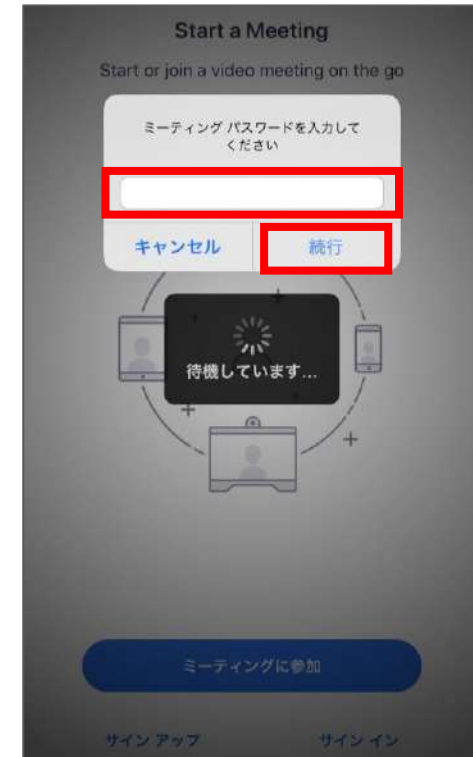 Start a Meeting
Start or join a video meeting on the go
ミーティング パスワードを入力して
ください
キャンセル 続行
待機しています...
ミーティングに参加
サイン アップ サイン イン